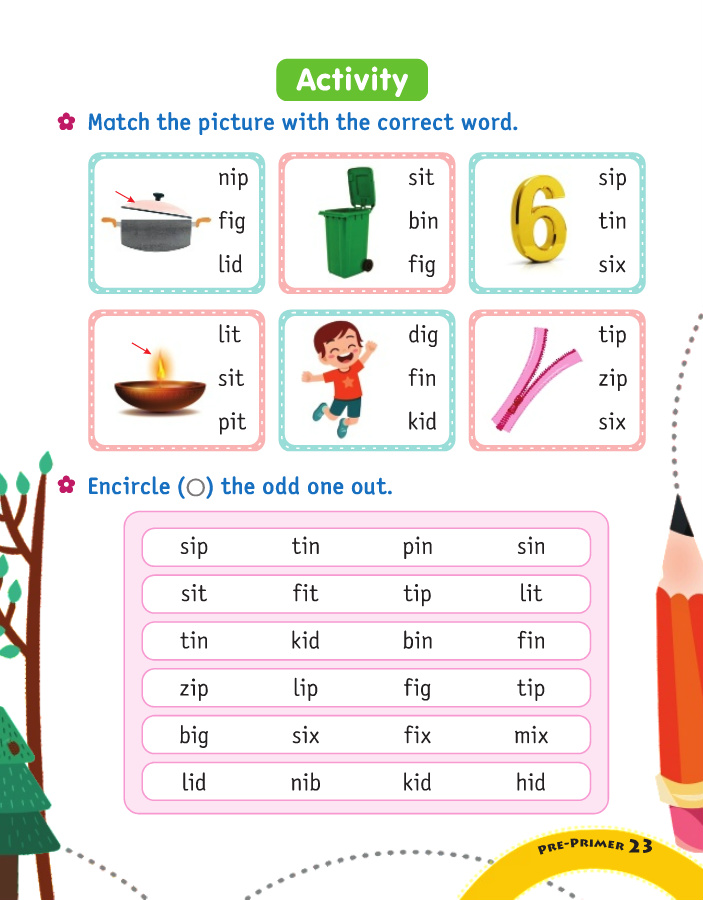 Activity
Match the picture with the correct word.
nip
fig
lid
sit
bin
fig
6
sip
tin
six
lit
sit
pit
dig
fin
kid
tip
zip
six
Encircle (○) the odd one out.
sip tin pin sin
sit fit tip lit
tin kid bin fin
zip lip fig tip
big six fix mix
lid nib kid hid
PRE-PRIMER 23